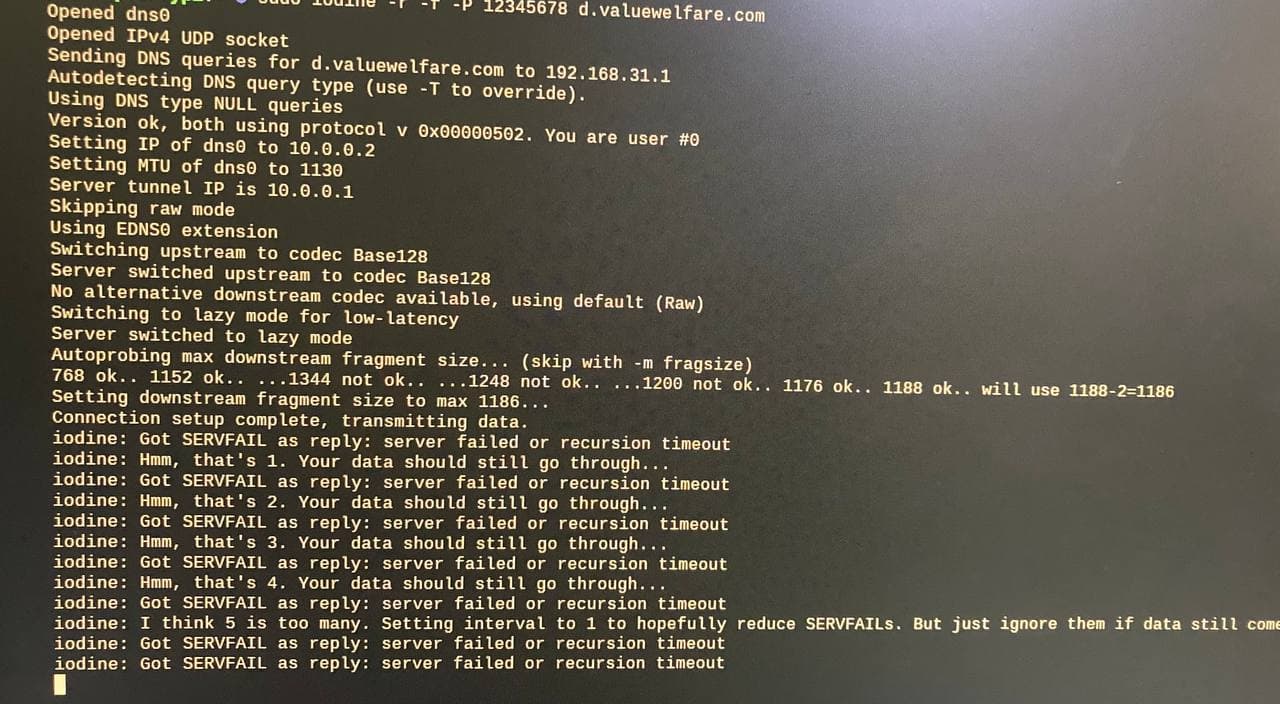 sudo iodine -r -f -P 12345678 d.valuewelfare.com
Opened dns0
Opened IPv4 UDP socket
Sending DNS queries for d.valuewelfare.com to 192.168.31.1
Autodetecting DNS query type (use -T to override).
Using DNS type NULL queries
Version ok, both using protocol v 0x00000502. You are user #0
Setting IP of dns0 to 10.0.0.2
Setting MTU of dns0 to 1130
Server tunnel IP is 10.0.0.1
Skipping raw mode
Using EDNS0 extension
Switching upstream to codec Base128
Server switched upstream to codec Base128
No alternative downstream codec available, using default (Raw)
Switching to lazy mode for low-latency
Server switched to lazy mode
Autoprobing max downstream fragment size... (skip with -m fragsize)
768 ok.. 1152 ok.. ...1344 not ok.. ...1248 not ok.. ...1200 not ok.. 1176 ok.. 1188 ok.. will use 1188-2=1186
Setting downstream fragment size to max 1186...
Connection setup complete, transmitting data.
iodine: Got SERVFAIL as reply: server failed or recursion timeout
iodine: Hmm, that's 1. Your data should still go through...
iodine: Got SERVFAIL as reply: server failed or recursion timeout
iodine: Hmm, that's 2. Your data should still go through...
iodine: Got SERVFAIL as reply: server failed or recursion timeout
iodine: Hmm, that's 3. Your data should still go through...
iodine: Got SERVFAIL as reply: server failed or recursion timeout
iodine: Hmm, that's 4. Your data should still go through...
iodine: Got SERVFAIL as reply: server failed or recursion timeout
iodine: I think 5 is too many. Setting interval to 1 to hopefully reduce SERVFAILs. But just ignore them if data still come
iodine: Got SERVFAIL as reply: server failed or recursion timeout
iodine: Got SERVFAIL as reply: server failed or recursion timeout